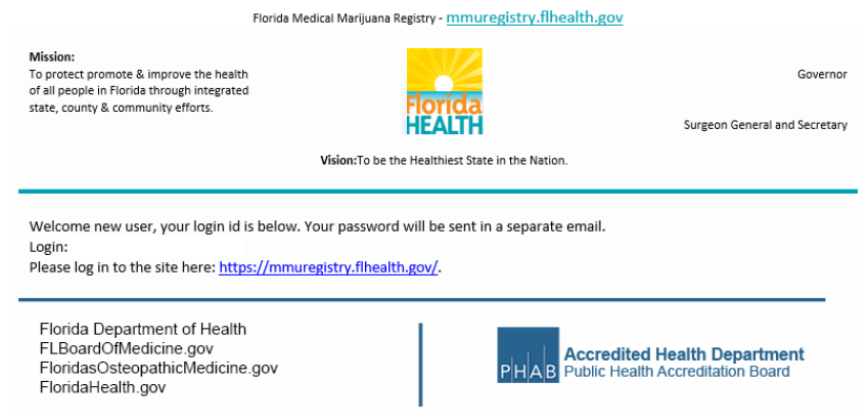 Florida Medical Marijuana Registry - mmuregistry.flhealth.gov
Mission:
To protect promote & improve the health
of all people in Florida through integrated
state, county & community efforts.
Florida
HEALTH
Governor
Surgeon General and Secretary
Vision:To be the Healthiest State in the Nation.
Welcome new user, your login id is below. Your password will be sent in a separate email.
Login:
Please log in to the site here: https://mmuregistry.flhealth.gov/.
Florida Department of Health
FLBoardOfMedicine.gov
FloridasOsteopathicMedicine.gov
FloridaHealth.gov
PHAB
Accredited Health Department
Public Health Accreditation Board